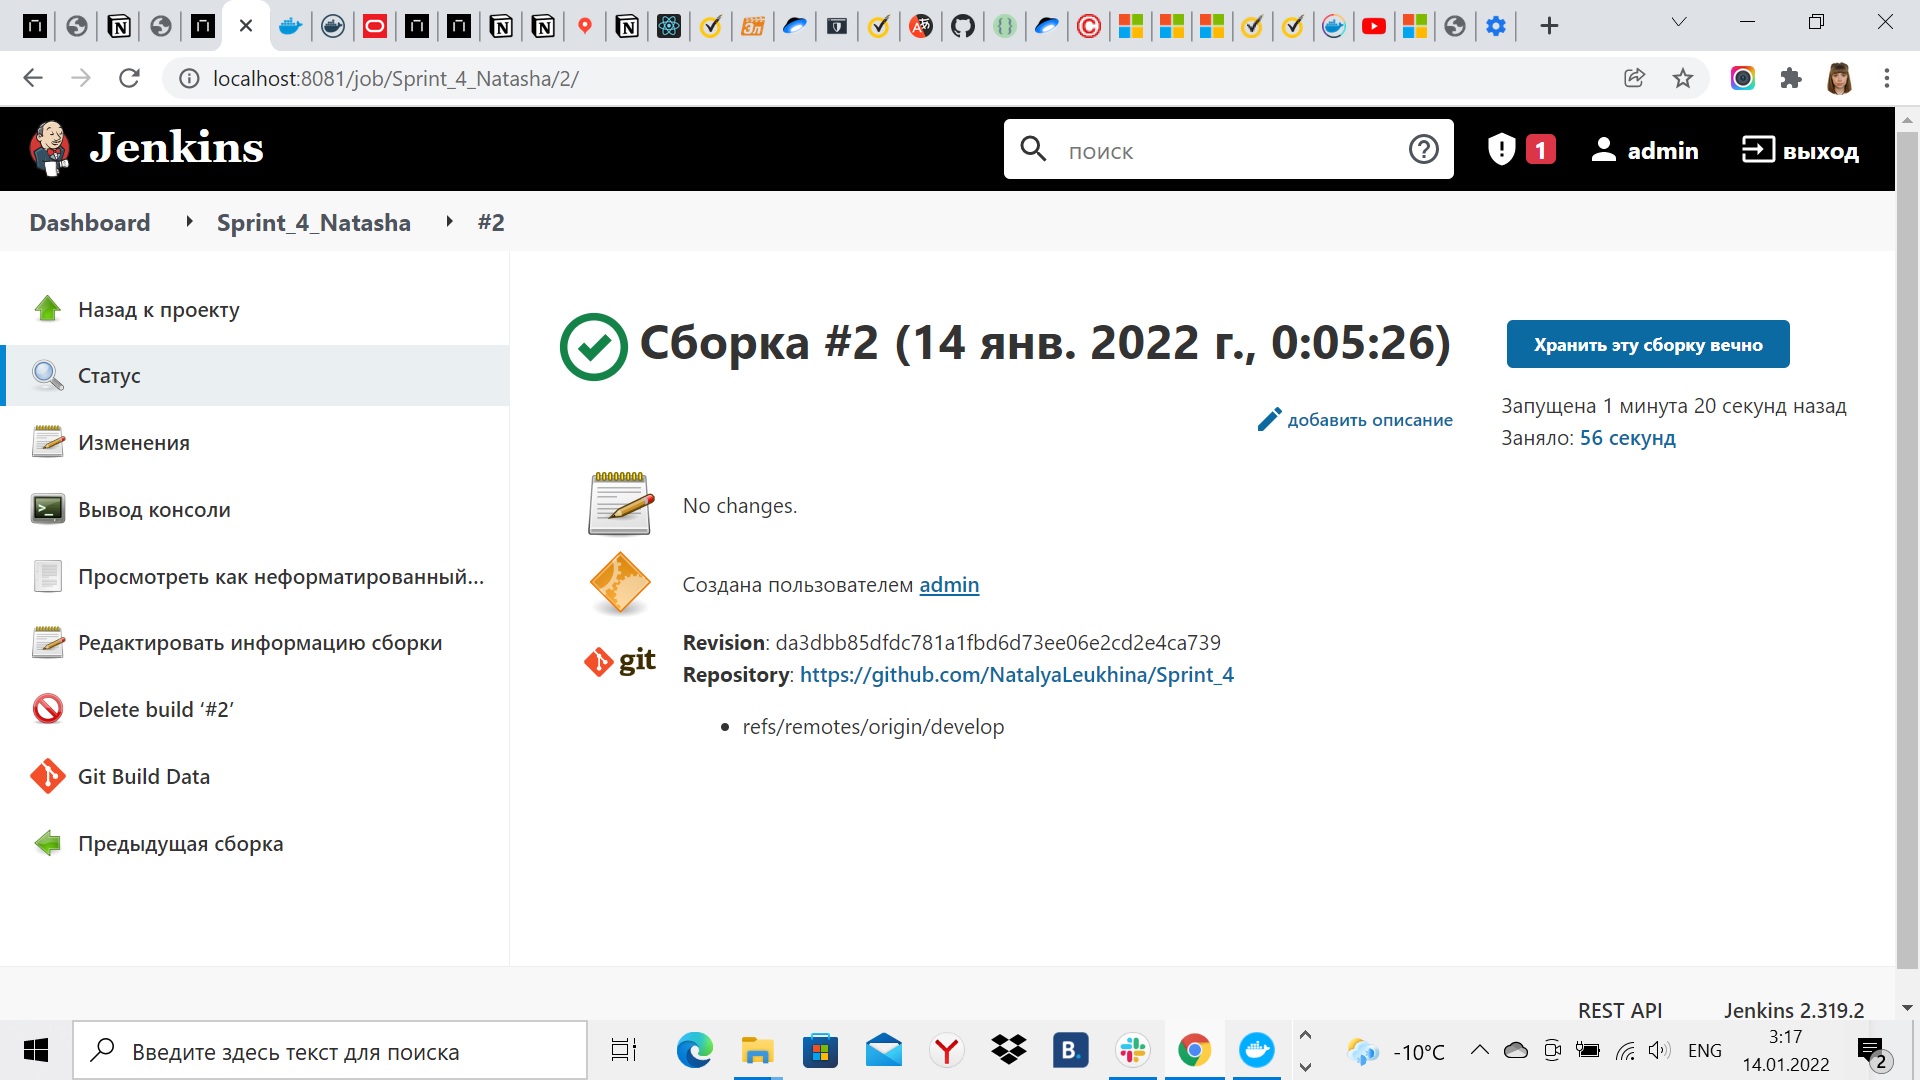 localhost:8081/job/Sprint_4_Natasha/2/
Jenkins
поиск
1
admin
выход
Dashboard
Sprint_4_Natasha
#2
Назад к проекту
Статус
Изменения
Вывод консоли
Просмотреть как неформатированный...
Редактировать информацию сборки
Delete build ‘#2’
Git Build Data
Предыдущая сборка
Сборка #2 (14 янв. 2022 г., 0:05:26)
Хранить эту сборку вечно
добавить описание
Запущена 1 минута 20 секунд назад
Заняло: 56 секунд
No changes.
Создана пользователем admin
git
Revision: da3dbb85dfdc781a1fbd6d73ee06e2cd2e4ca739
Repository: https://github.com/NatalyaLeukhina/Sprint_4
refs/remotes/origin/develop
REST API
Jenkins 2.319.2
Введите здесь текст для поиска
B.
-10°C
ENG
3:17
14.01.2022
2